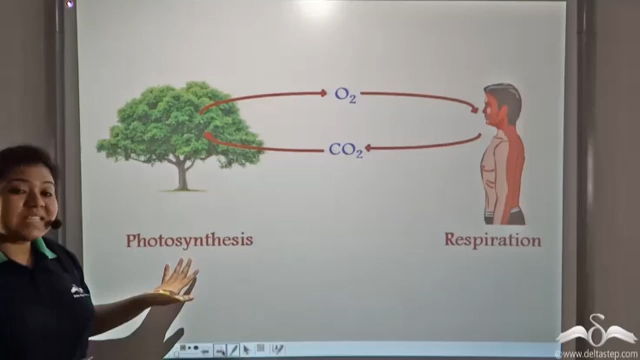 O₂
CO₂
Photosynthesis
Respiration
www.deltastep.com